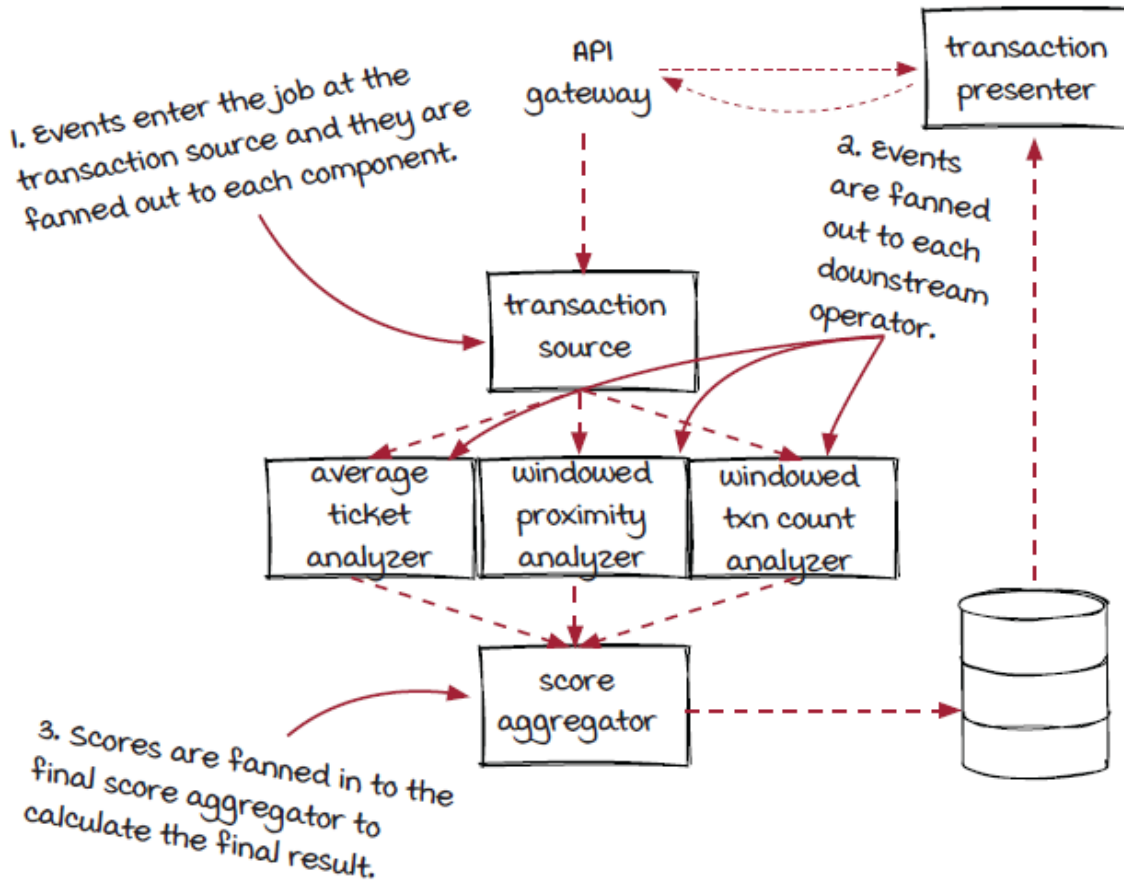 API
gateway
transaction
presenter
1. Events enter the job at the
transaction source and they are
fanned out to each component.
2. Events
are fanned
out to each
downstream
operator.
transaction
source
average
ticket
analyzer
windowed
proximity
analyzer
windowed
txn count
analyzer
score
aggregator
3. Scores are fanned in to the
final score aggregator to
calculate the final result.